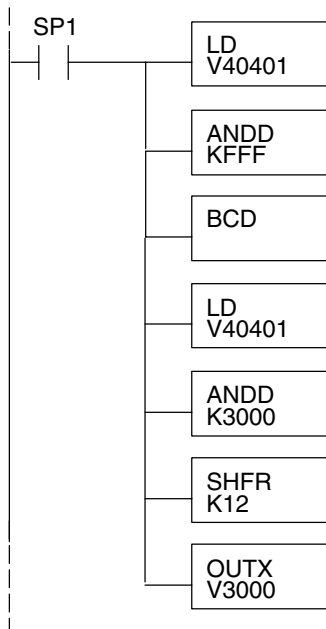 SP1
LD
V40401
ANDD
KFFF
BCD
LD
V40401
ANDD
K3000
SHFR
K12
OUTX
V3000